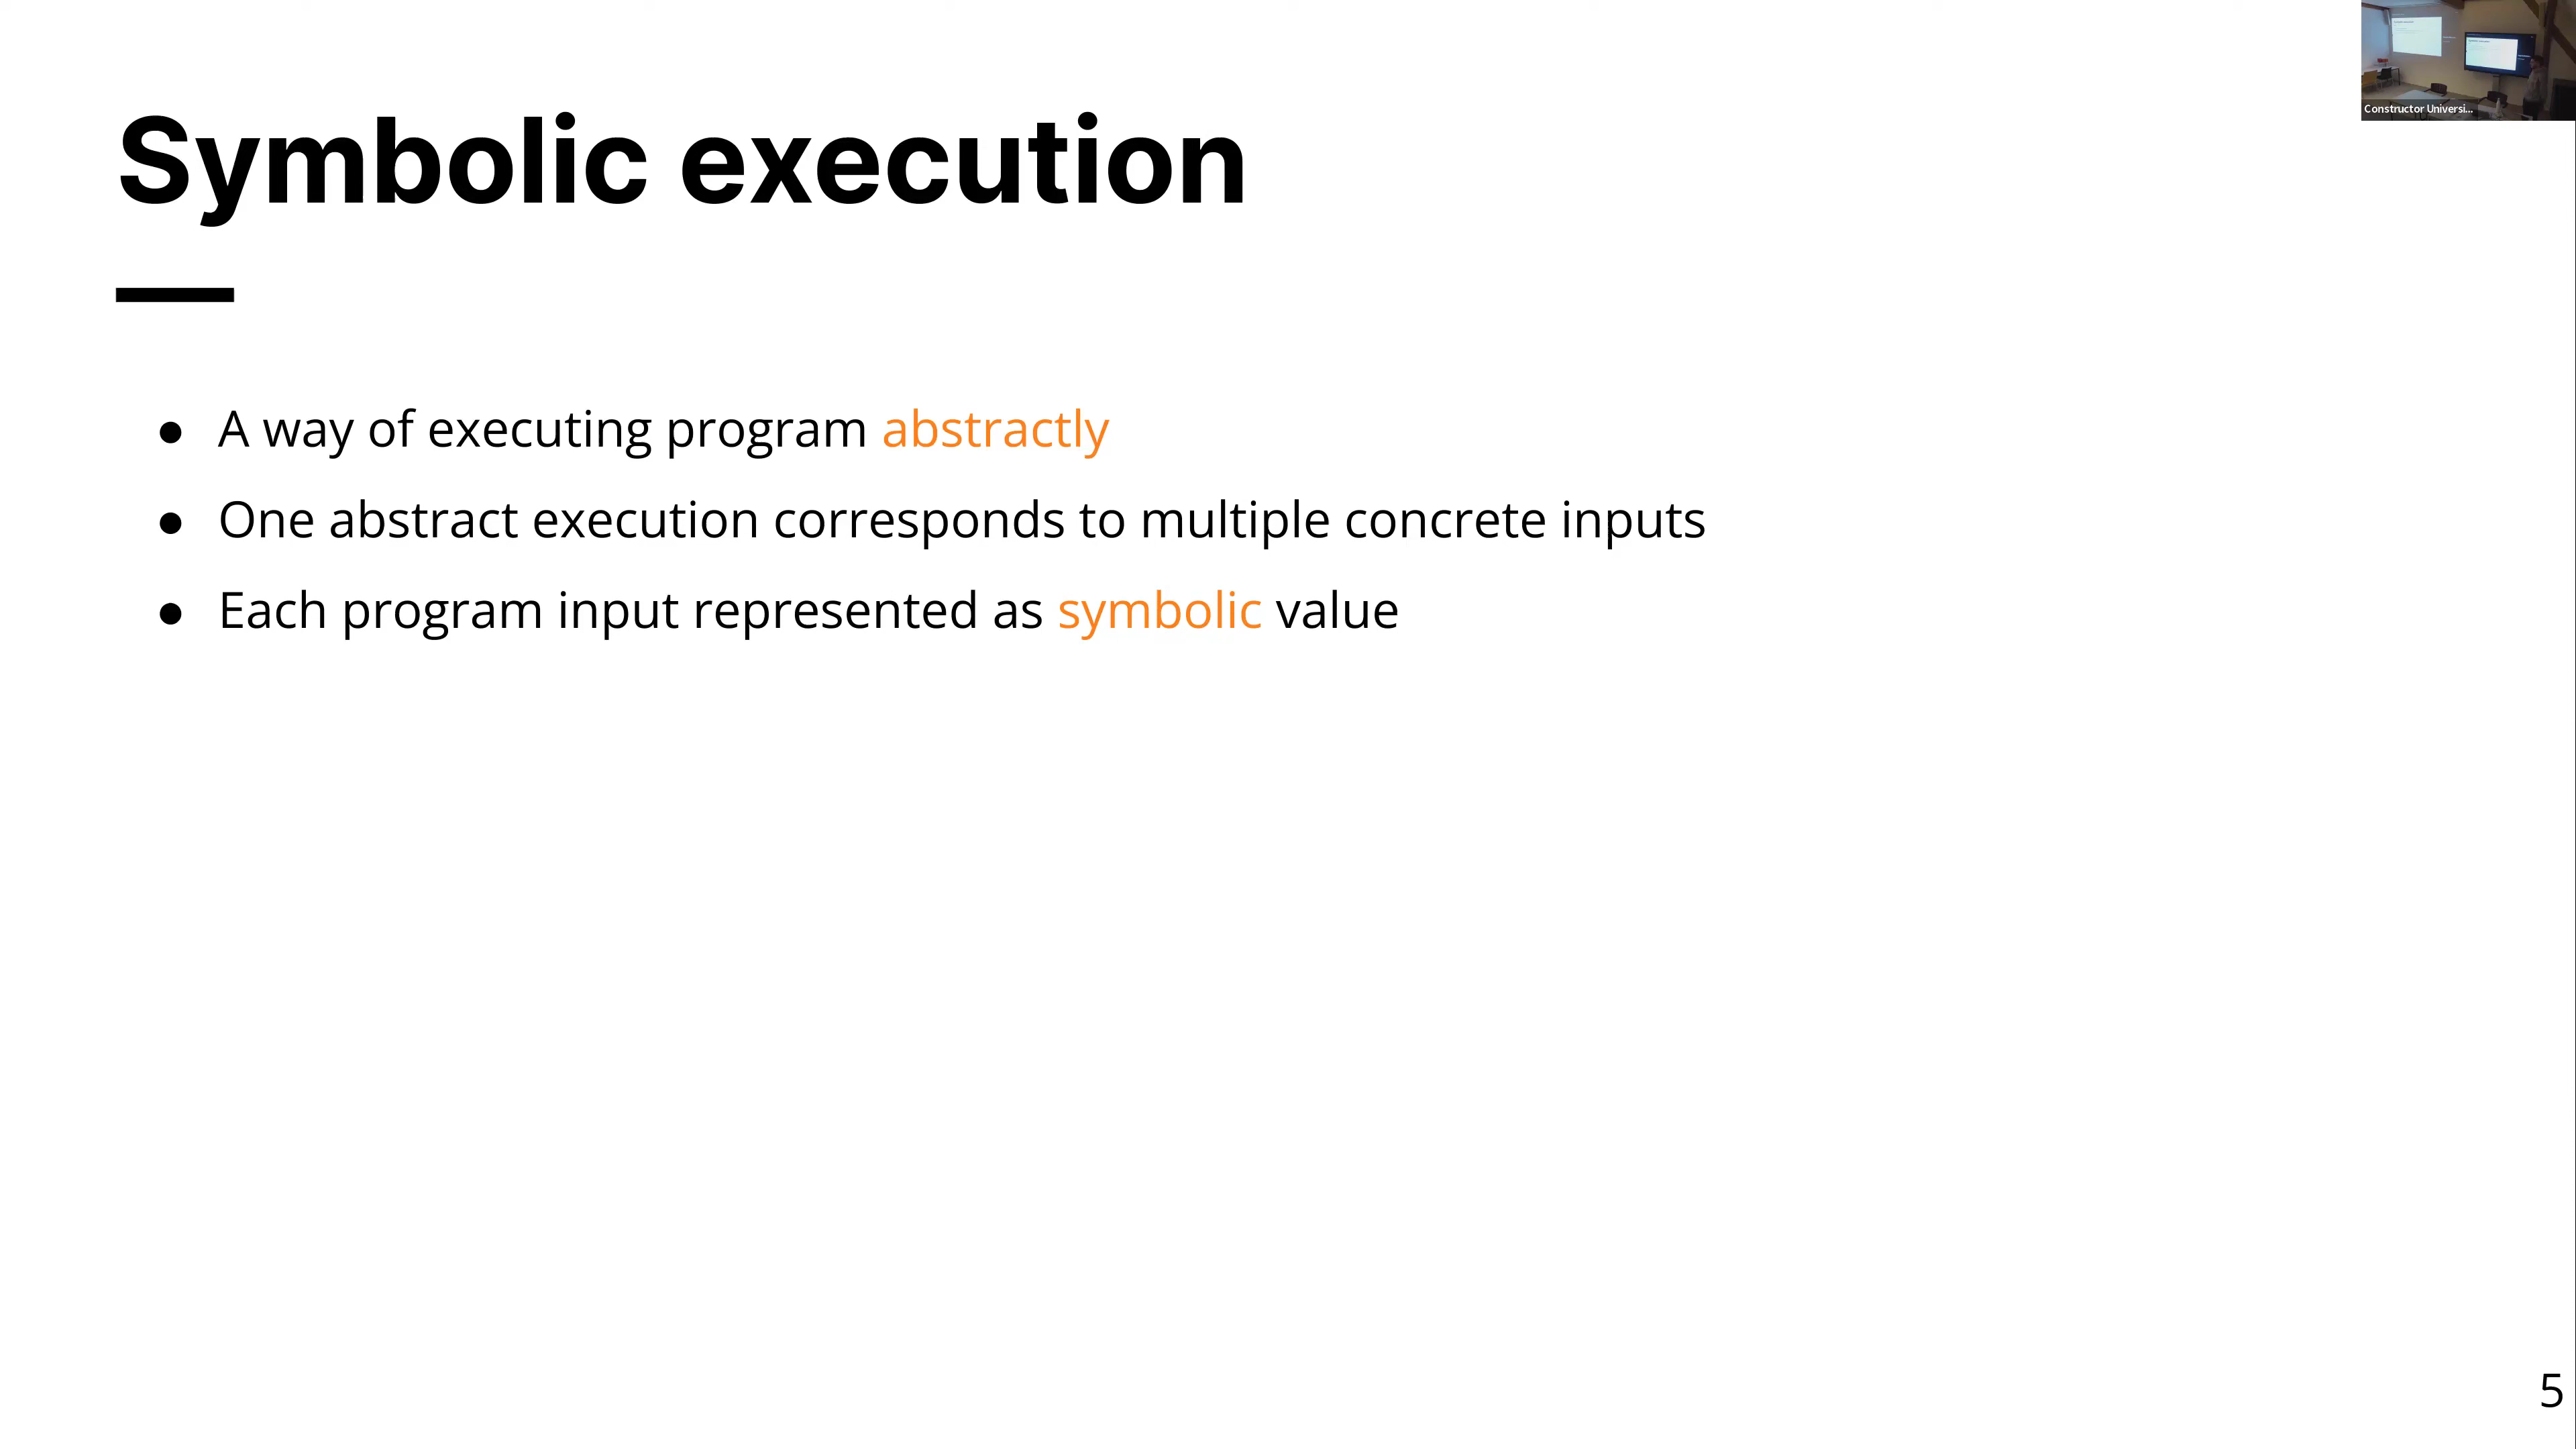 Constructor Universi...
Symbolic execution
● A way of executing program abstractly
● One abstract execution corresponds to multiple concrete inputs
● Each program input represented as symbolic value
5